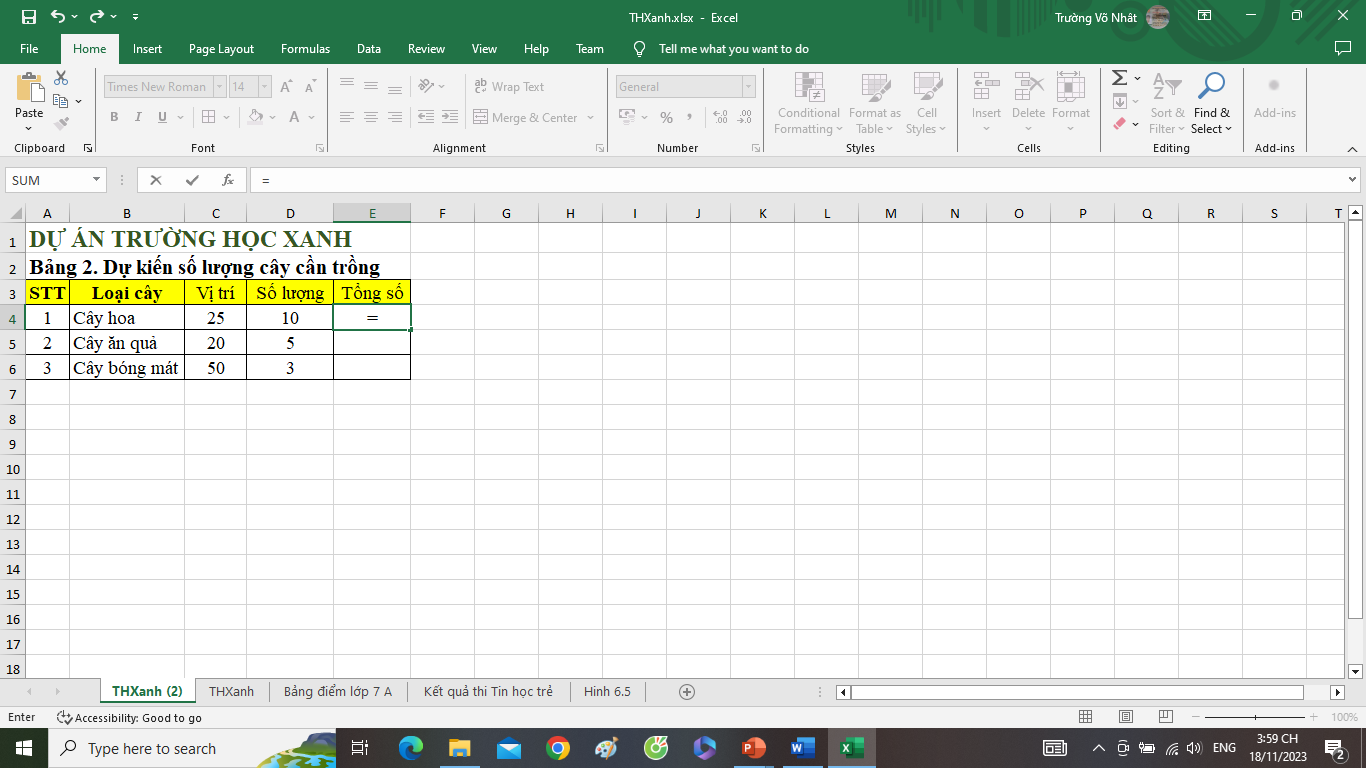 THXanh.xlsx - Excel
Trường Võ Nhất
File Home Insert Page Layout Formulas Data Review View Help Team Tell me what you want to do
Paste
Clipboard
Times New Roman 14
B I U
Font
Wrap Text
Merge & Center
Alignment
General
Number
Conditional Formatting
Format as Table
Cell Styles
Styles
Insert Delete Format
Cells
Sort & Filter
Find & Select
Editing
Add-ins
Add-ins
SUM fx =
A B C D E F G H I J K L M N O P Q R S T
1 DỰ ÁN TRƯỜNG HỌC XANH
2 Bảng 2. Dự kiến số lượng cây cần trồng
3 STT Loại cây Vị trí Số lượng Tổng số
4 1 Cây hoa 25 10 =
5 2 Cây ăn quả 20 5
6 3 Cây bóng mát 50 3
7
8
9
10
11
12
13
14
15
16
17
18
THXanh (2) THXanh Bảng điểm lớp 7 A Kết quả thi Tin học trẻ Hình 6.5
Enter Accessibility: Good to go 100%
Type here to search
ENG
3:59 CH
18/11/2023
2